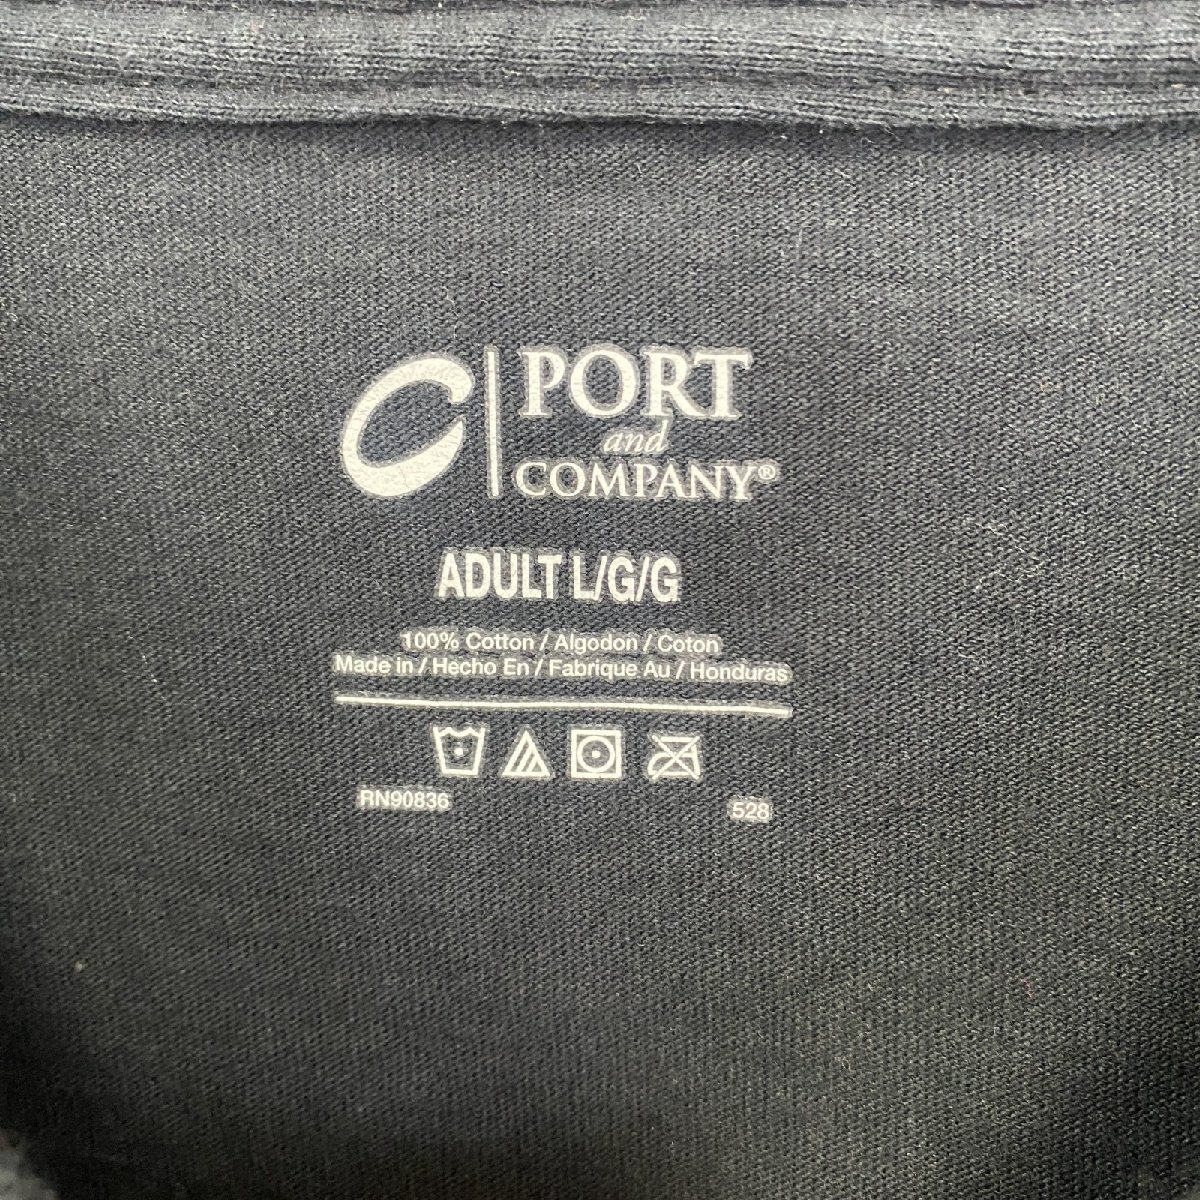 PORT
and
COMPANY®
ADULT L/G/G
100% Cotton / Algodon / Coton
Made in / Hecho En / Fabrique Au / Honduras
RN90836
528